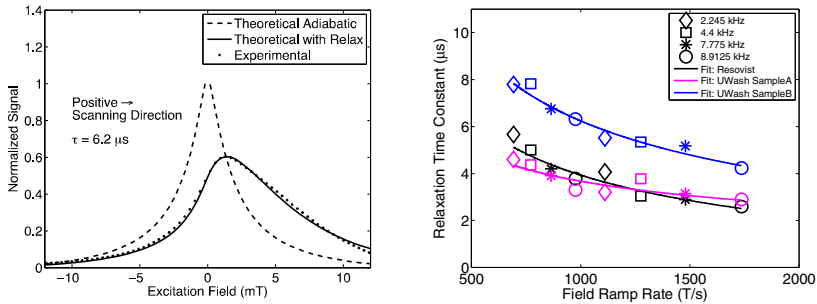 1.4
1.2
1
0.8
0.6
0.4
0.2
0
−10
−5
0
5
10
Excitation Field (mT)
Normalized Signal
Theoretical Adiabatic
Theoretical with Relax
Experimental
Positive →
Scanning Direction
τ = 6.2 μs
10
8
6
4
2
0
500
1000
1500
2000
Field Ramp Rate (T/s)
Relaxation Time Constant (μs)
2.245 kHz
4.4 kHz
7.775 kHz
8.9125 kHz
Fit: Resovist
Fit: UWash SampleA
Fit: UWash SampleB